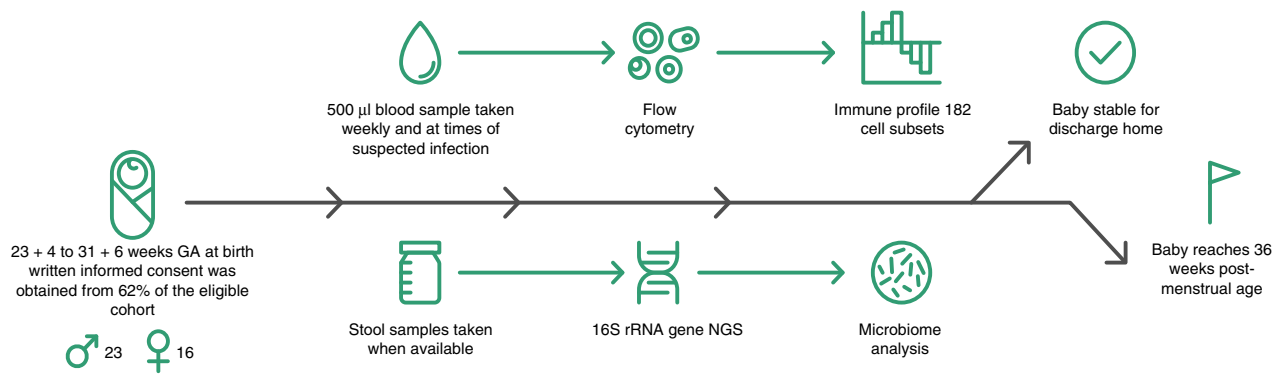 500 µl blood sample taken
weekly and at times of
suspected infection
Flow
cytometry
Immune profile 182
cell subsets
Baby stable for
discharge home
23 + 4 to 31 + 6 weeks GA at birth
written informed consent was
obtained from 62% of the eligible
cohort
23
16
Stool samples taken
when available
16S rRNA gene NGS
Microbiome
analysis
Baby reaches 36
weeks post-
menstrual age